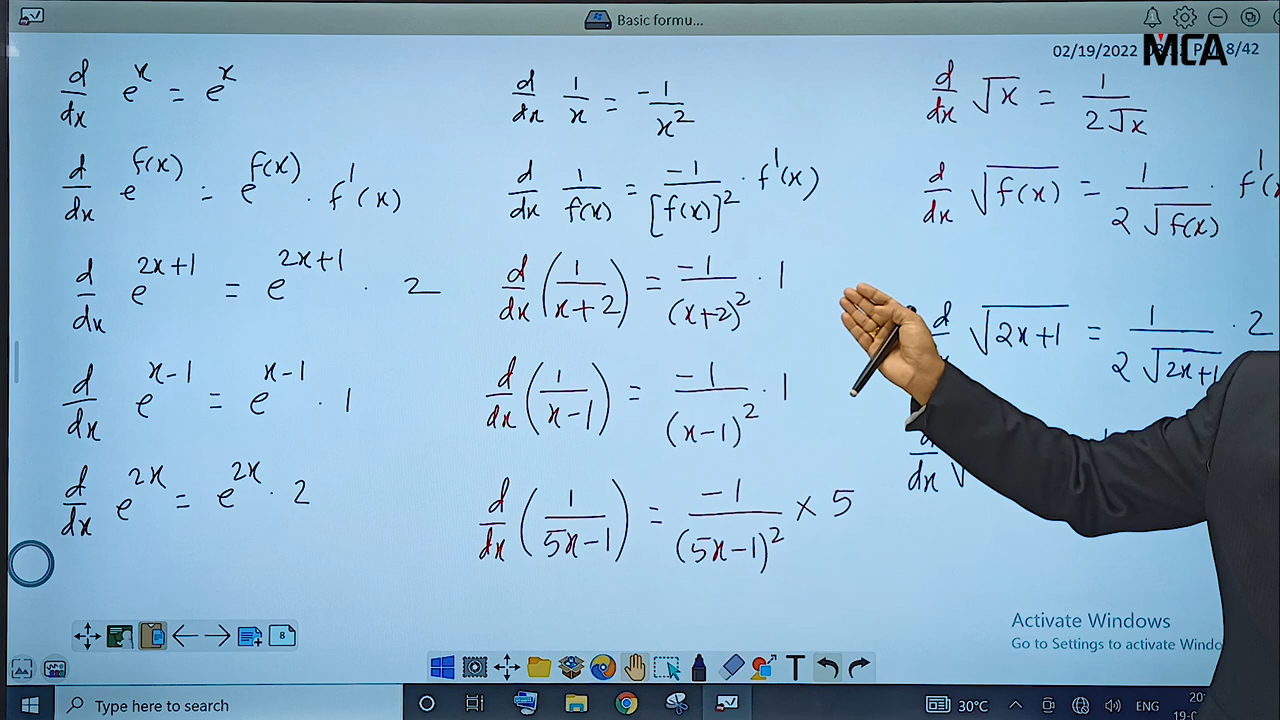 Basic formu...
02/19/2022
8/42
MCA
d/dx e^x = e^x
d/dx e^f(x) = e^f(x) · f'(x)
d/dx e^2x+1 = e^2x+1 · 2
d/dx e^x-1 = e^x-1 · 1
d/dx e^2x = e^2x · 2
d/dx 1/x = -1/x²
d/dx 1/f(x) = -1/[f(x)]² · f'(x)
d/dx (1/x+2) = -1/(x+2)² · 1
d/dx (1/x-1) = -1/(x-1)² · 1
d/dx (1/5x-1) = -1/(5x-1)² × 5
d/dx √x = 1/2√x
d/dx √f(x) = 1/2√f(x) · f'(x
d √2x+1 = 1/2√2x+1 · 2
d/dx √
8
Activate Windows
Go to Settings to activate Windo
Type here to search
30°C
ENG